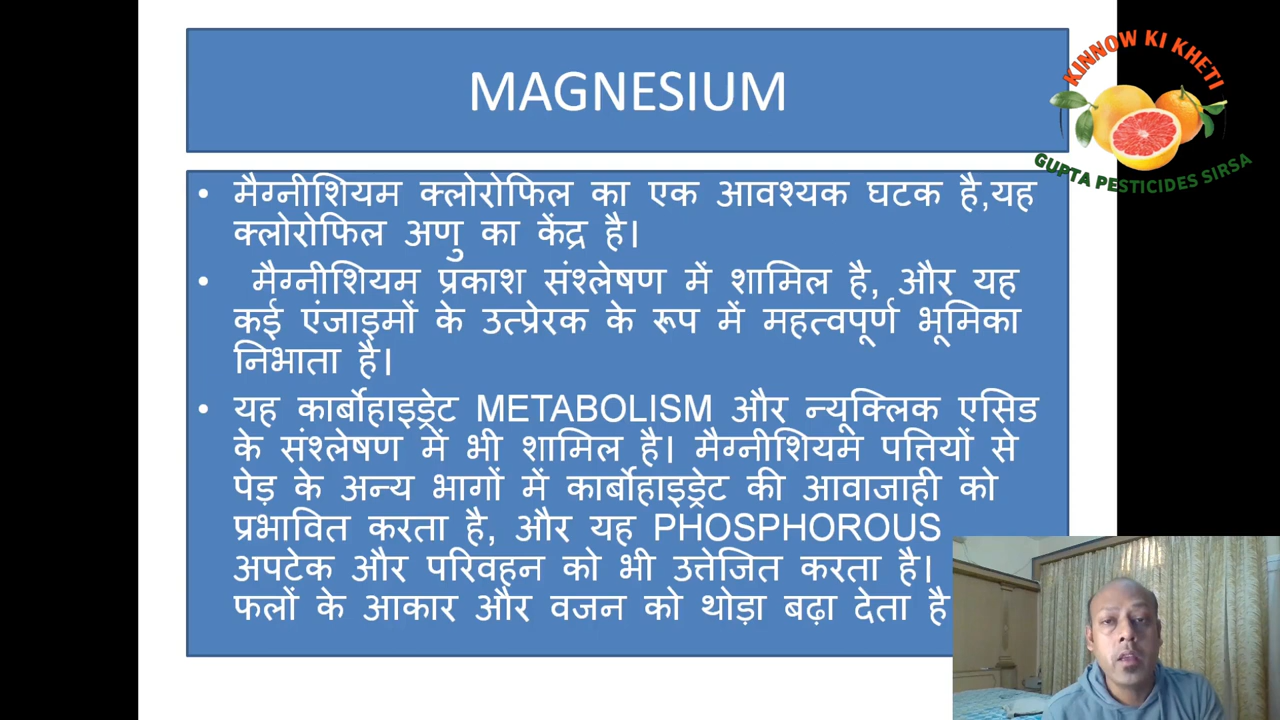 MAGNESIUM
KINNOW KI KHETI
GUPTA PESTICIDES SIRSA
• मैग्नीशियम क्लोरोफिल का एक आवश्यक घटक है,यह
क्लोरोफिल अणु का केंद्र है।
• मैग्नीशियम प्रकाश संश्लेषण में शामिल है, और यह
कई एंजाइमों के उत्प्रेरक के रूप में महत्वपूर्ण भूमिका
निभाता है।
• यह कार्बोहाइड्रेट METABOLISM और न्यूक्लिक एसिड
के संश्लेषण में भी शामिल है। मैग्नीशियम पत्तियों से
पेड़ के अन्य भागों में कार्बोहाइड्रेट की आवाजाही को
प्रभावित करता है, और यह PHOSPHOROUS
अपटेक और परिवहन को भी उत्तेजित करता है।
फलों के आकार और वजन को थोड़ा बढ़ा देता है